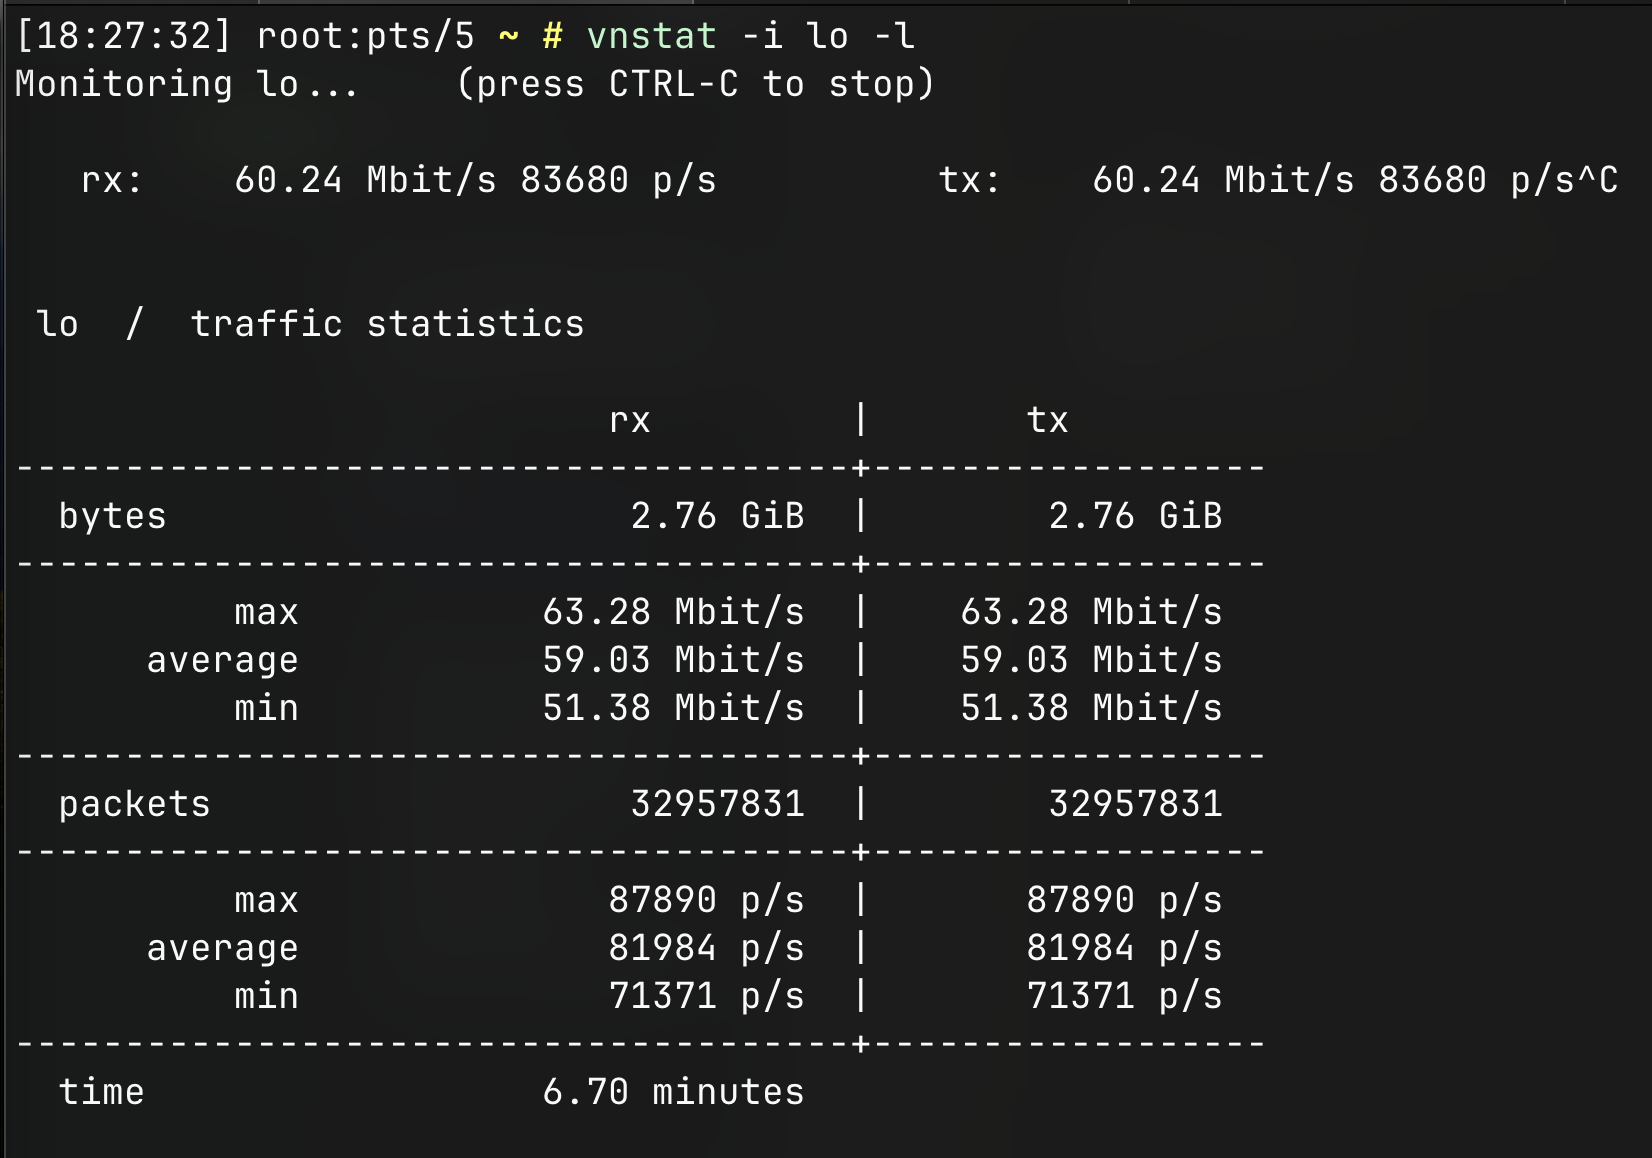 [18:27:32] root:pts/5 ~ # vnstat -i lo -l
Monitoring lo...    (press CTRL-C to stop)
   rx:    60.24 Mbit/s 83680 p/s          tx:    60.24 Mbit/s 83680 p/s^C
 lo  /  traffic statistics
                           rx         |       tx
--------------------------------------+------------------
  bytes                     2.76 GiB  |        2.76 GiB
--------------------------------------+------------------
          max           63.28 Mbit/s  |    63.28 Mbit/s
      average           59.03 Mbit/s  |    59.03 Mbit/s
          min           51.38 Mbit/s  |    51.38 Mbit/s
--------------------------------------+------------------
  packets                   32957831  |        32957831
--------------------------------------+------------------
          max              87890 p/s  |       87890 p/s
      average              81984 p/s  |       81984 p/s
          min              71371 p/s  |       71371 p/s
--------------------------------------+------------------
  time                  6.70 minutes